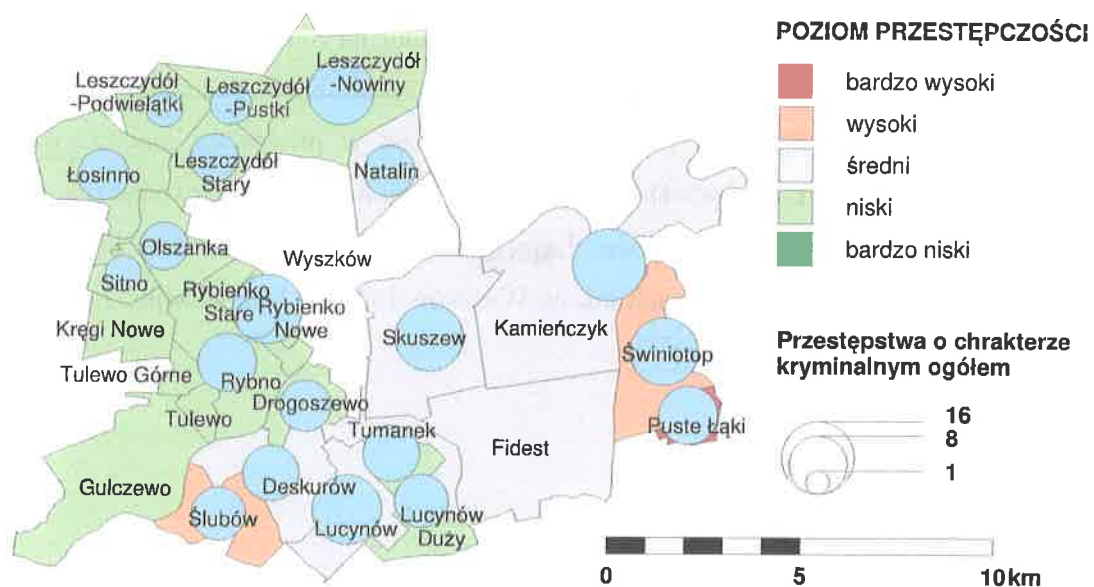 POZIOM PRZESTĘPCZOŚCI
bardzo wysoki
wysoki
średni
niski
bardzo niski
Przestępstwa o chrakterze
kryminalnym ogółem
16
8
1
0
5
10km
Leszczydół
-Nowiny
Leszczydół
-Podwielątki
Leszczydół
-Pustki
Leszczydół
Stary
Łosinno
Natalin
Olszanka
Wyszków
Sitno
Rybienko
Stare
Rybienko
Nowe
Kręgi Nowe
Skuszew
Kamieńczyk
Świniotop
Tulewo Górne
Rybno
Drogoszewo
Tulewo
Puste Łąki
Tumanek
Fidest
Gulczewo
Deskurów
Ślubów
Lucynów
Lucynów
Duży